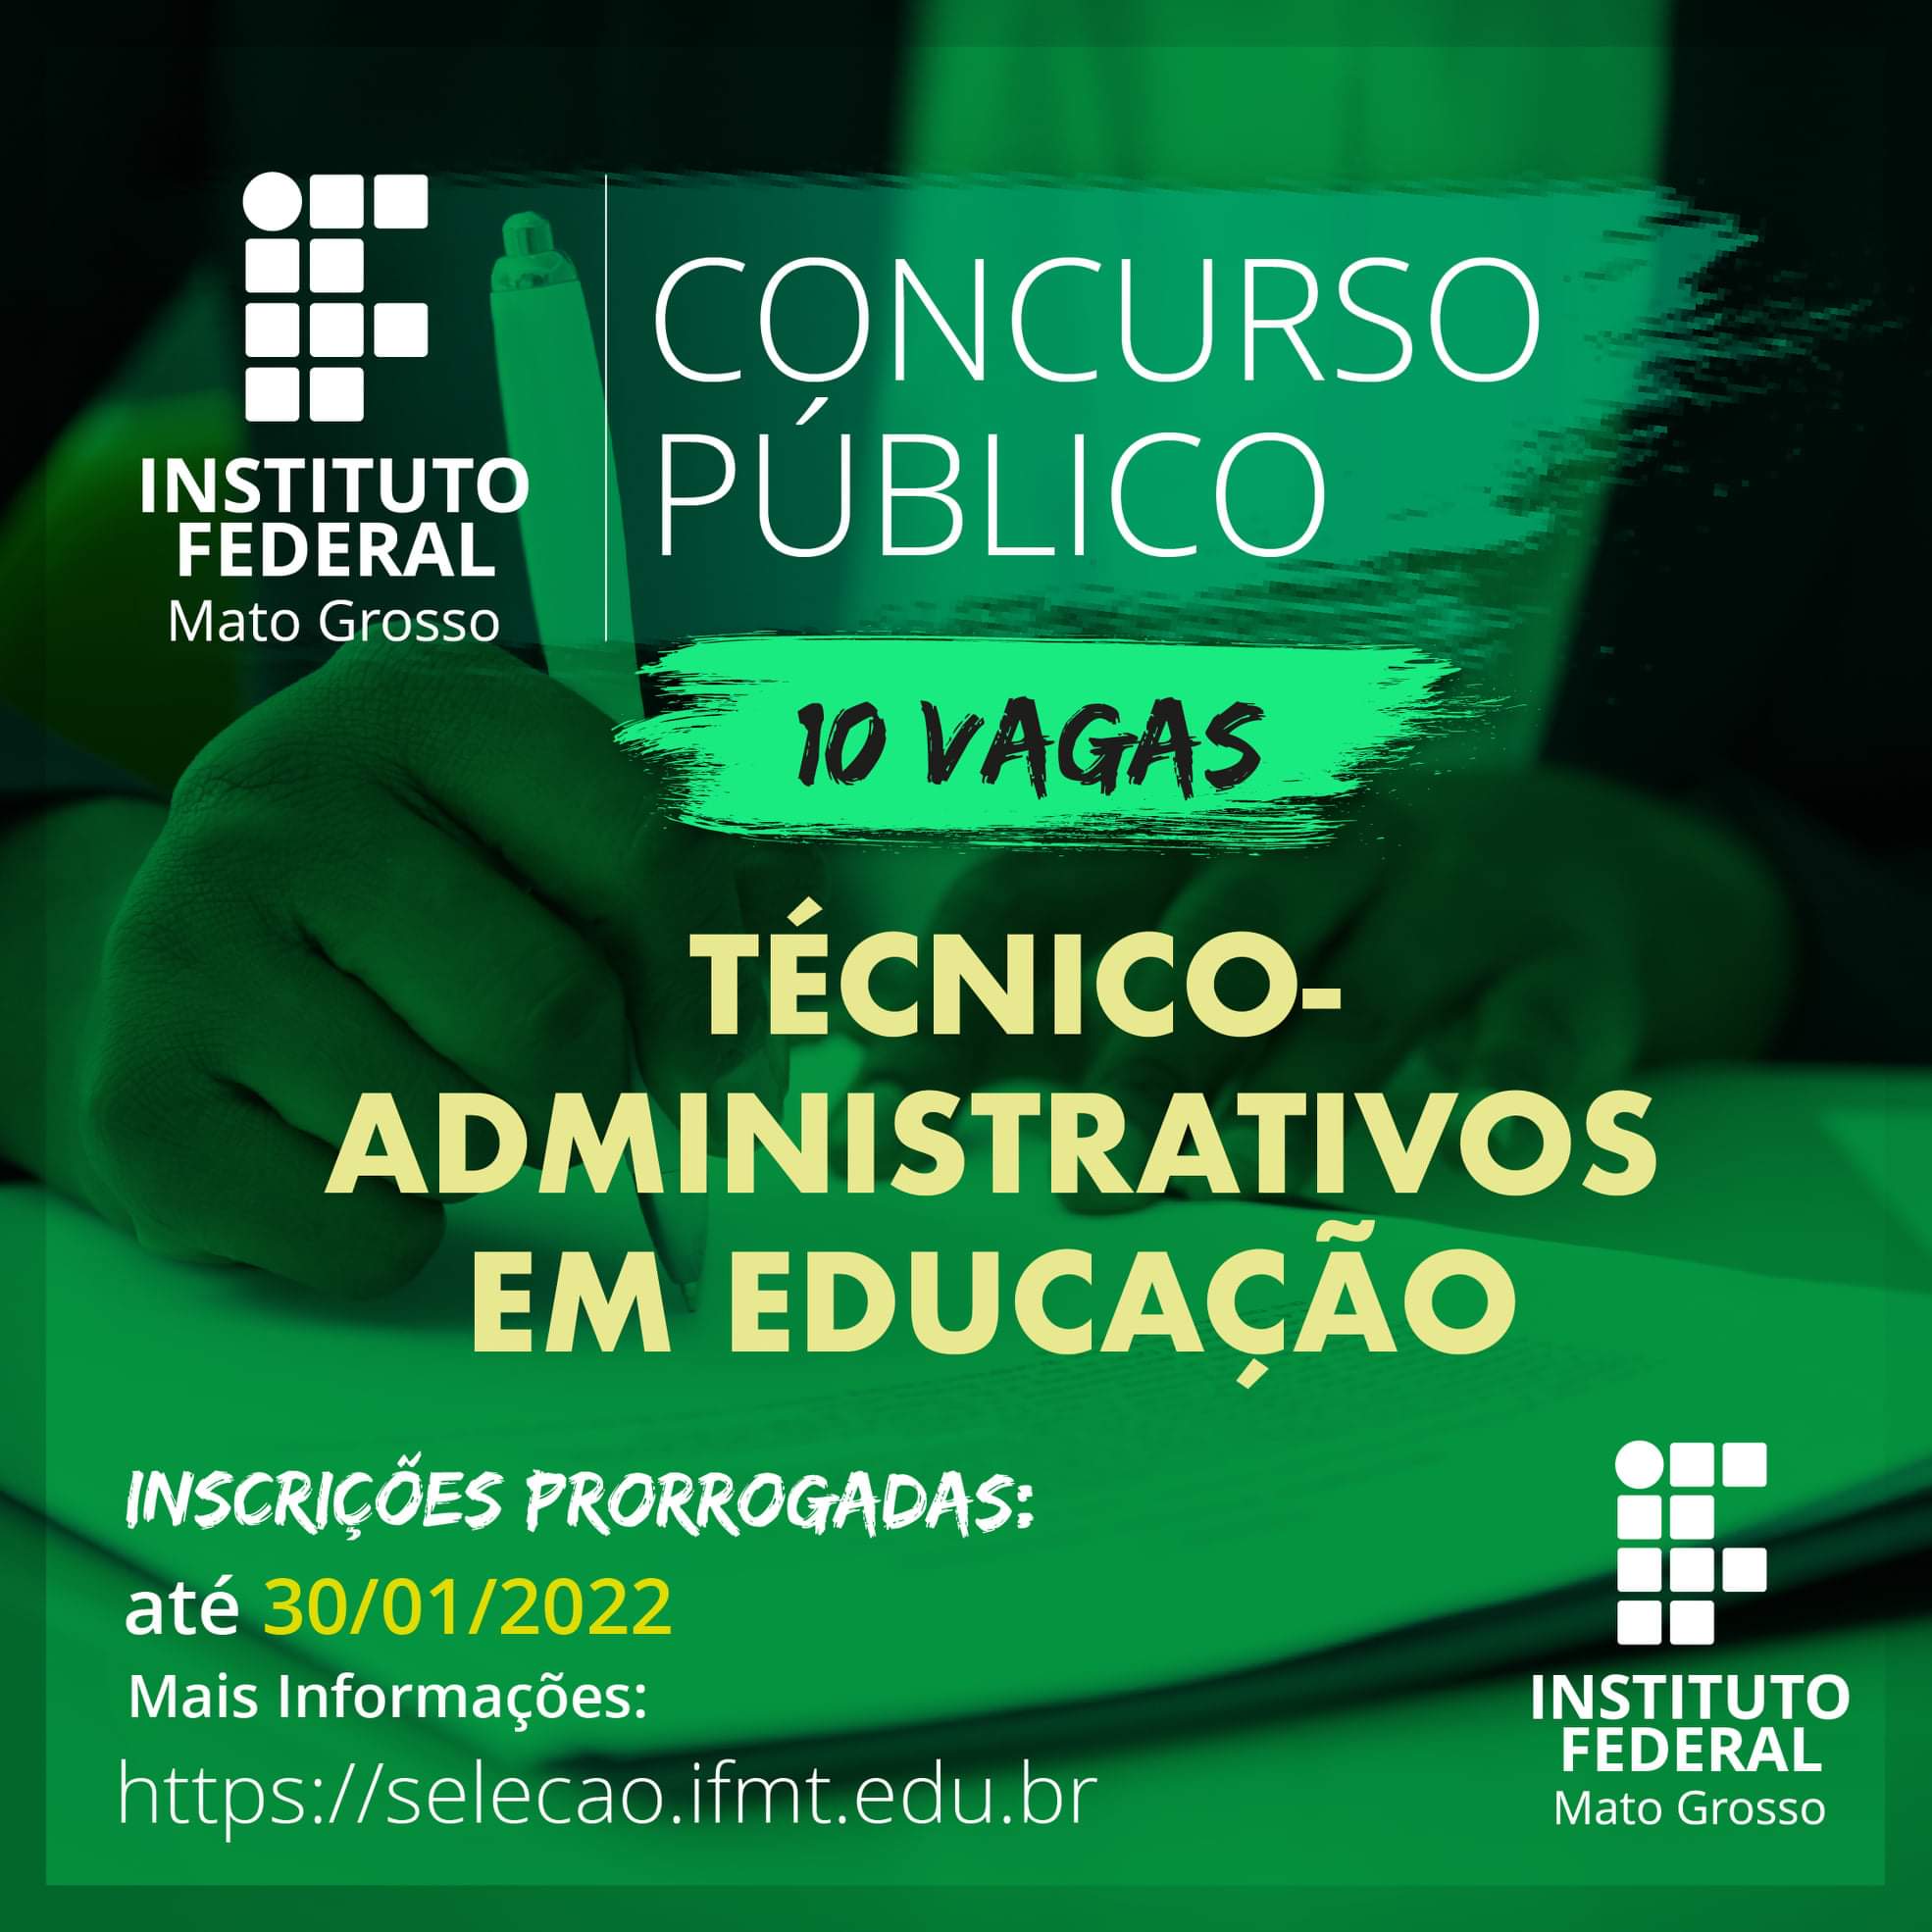 INSTITUTO
FEDERAL
Mato Grosso
CONCURSO
PÚBLICO
10 VAGAS
TÉCNICO-
ADMINISTRATIVOS
EM EDUCAÇÃO
INSCRIÇÕES PRORROGADAS:
até 30/01/2022
Mais Informações:
https://selecao.ifmt.edu.br
INSTITUTO
FEDERAL
Mato Grosso